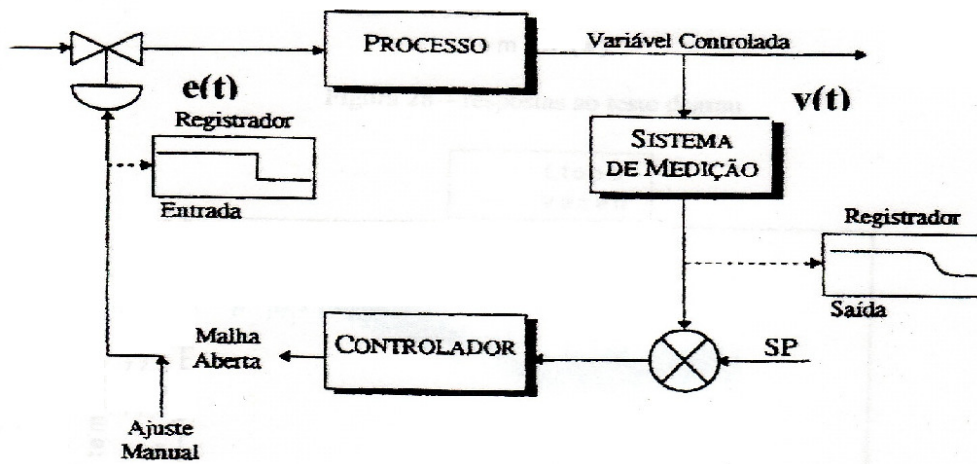 PROCESSO
Variável Controlada
e(t)
v(t)
Registrador
Entrada
SISTEMA
DE MEDIÇÃO
Registrador
Saída
Malha
Aberta
CONTROLADOR
SP
Ajuste
Manual